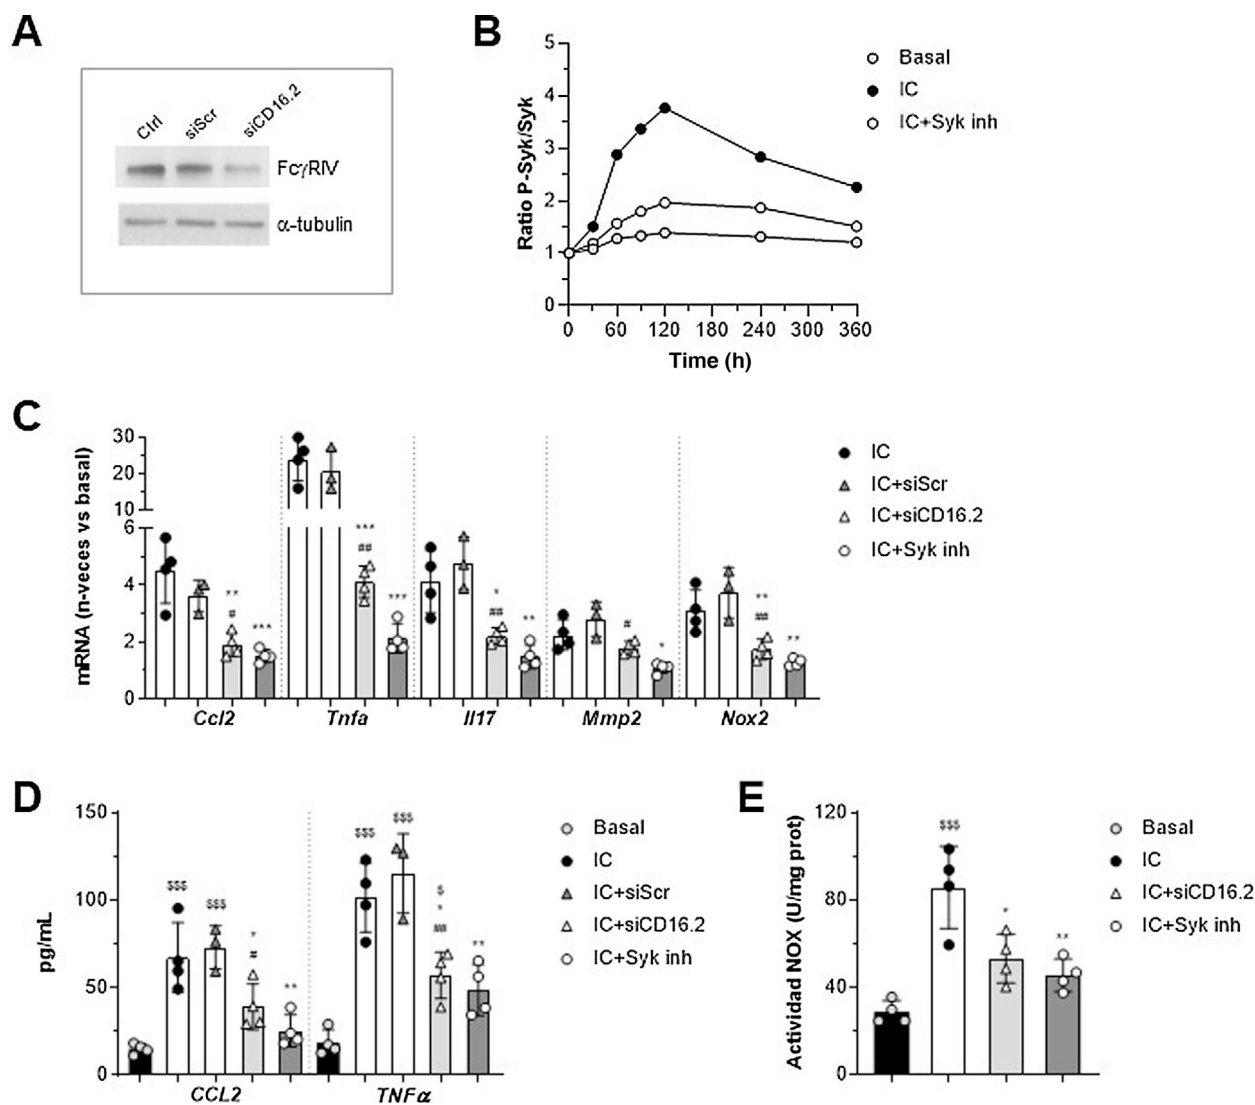 A
Ctrl
siScr
siCD16.2
FcγRIV
α-tubulin
B
Ratio P-Syk/Syk
5
4
3
2
1
0
0 60 120 180 240 300 360
Time (h)
Basal
IC
IC+Syk inh
C
mRNA (n-veces vs basal)
30
20
10
6
4
2
0
** # ***
*** ## ***
* ## **
# *
** ## **
Ccl2 Tnfa Il17 Mmp2 Nox2
IC
IC+siScr
IC+siCD16.2
IC+Syk inh
D
pg/mL
150
100
50
0
$$$ $$$ * # **
$$$ $$$ $ * ## **
CCL2 TNFα
Basal
IC
IC+siScr
IC+siCD16.2
IC+Syk inh
E
Actividad NOX (U/mg prot)
120
80
40
0
$$$ * **
Basal
IC
IC+siCD16.2
IC+Syk inh